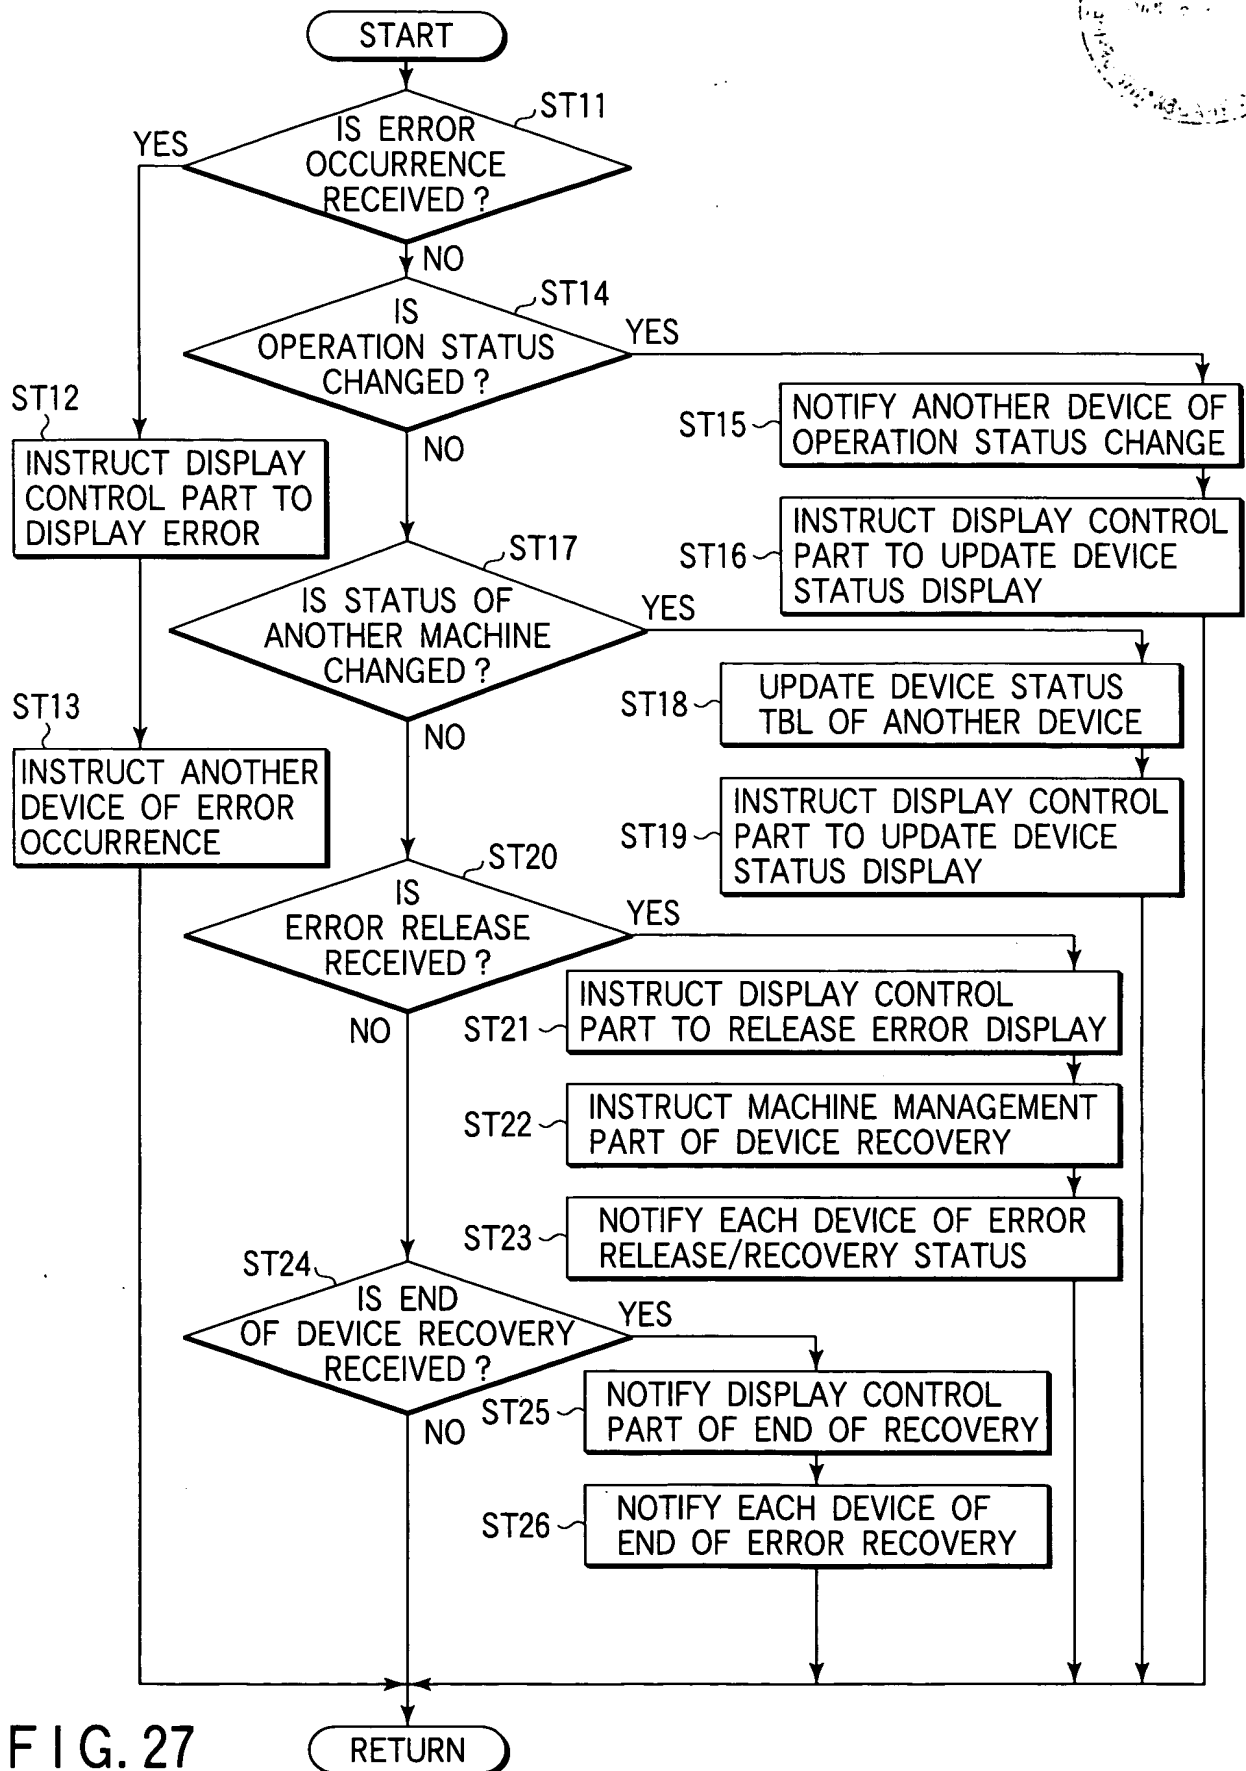 START
ST11
IS ERROR
OCCURRENCE
RECEIVED ?
YES
NO
ST14
IS
OPERATION STATUS
CHANGED ?
YES
NO
ST12
INSTRUCT DISPLAY
CONTROL PART TO
DISPLAY ERROR
ST15
NOTIFY ANOTHER DEVICE OF
OPERATION STATUS CHANGE
ST16
INSTRUCT DISPLAY CONTROL
PART TO UPDATE DEVICE
STATUS DISPLAY
ST17
IS STATUS OF
ANOTHER MACHINE
CHANGED ?
YES
NO
ST13
INSTRUCT ANOTHER
DEVICE OF ERROR
OCCURRENCE
ST18
UPDATE DEVICE STATUS
TBL OF ANOTHER DEVICE
ST19
INSTRUCT DISPLAY CONTROL
PART TO UPDATE DEVICE
STATUS DISPLAY
ST20
IS
ERROR RELEASE
RECEIVED ?
YES
NO
ST21
INSTRUCT DISPLAY CONTROL
PART TO RELEASE ERROR DISPLAY
ST22
INSTRUCT MACHINE MANAGEMENT
PART OF DEVICE RECOVERY
ST23
NOTIFY EACH DEVICE OF ERROR
RELEASE/RECOVERY STATUS
ST24
IS END
OF DEVICE RECOVERY
RECEIVED ?
YES
NO
ST25
NOTIFY DISPLAY CONTROL
PART OF END OF RECOVERY
ST26
NOTIFY EACH DEVICE OF
END OF ERROR RECOVERY
RETURN
FIG. 27